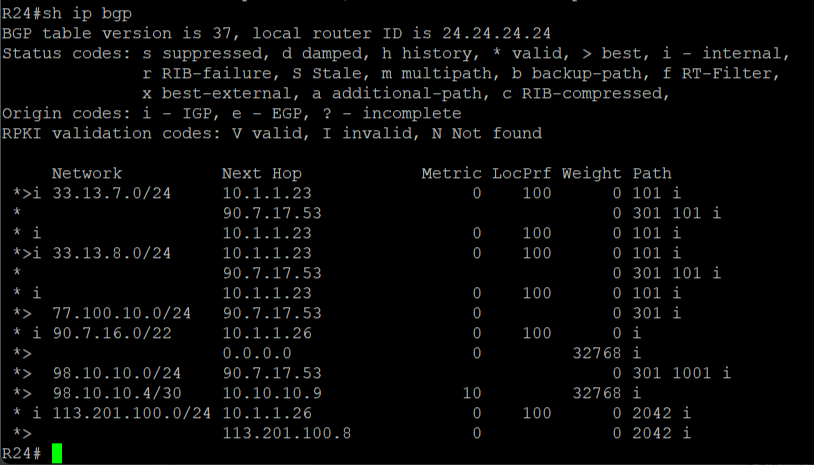 R24#sh ip bgp
BGP table version is 37, local router ID is 24.24.24.24
Status codes: s suppressed, d damped, h history, * valid, > best, i - internal,
              r RIB-failure, S Stale, m multipath, b backup-path, f RT-Filter,
              x best-external, a additional-path, c RIB-compressed,
Origin codes: i - IGP, e - EGP, ? - incomplete
RPKI validation codes: V valid, I invalid, N Not found

     Network          Next Hop            Metric LocPrf Weight Path
 *>i 33.13.7.0/24     10.1.1.23                0    100      0 101 i
 *                    90.7.17.53                             0 301 101 i
 * i                  10.1.1.23                0    100      0 101 i
 *>i 33.13.8.0/24     10.1.1.23                0    100      0 101 i
 *                    90.7.17.53                             0 301 101 i
 * i                  10.1.1.23                0    100      0 101 i
 *>  77.100.10.0/24   90.7.17.53               0             0 301 i
 * i 90.7.16.0/22     10.1.1.26                0    100      0 i
 *>                   0.0.0.0                  0         32768 i
 *>  98.10.10.0/24    90.7.17.53                             0 301 1001 i
 *>  98.10.10.4/30    10.10.10.9              10         32768 i
 * i 113.201.100.0/24 10.1.1.26                0    100      0 2042 i
 *>                   113.201.100.8            0             0 2042 i
R24#